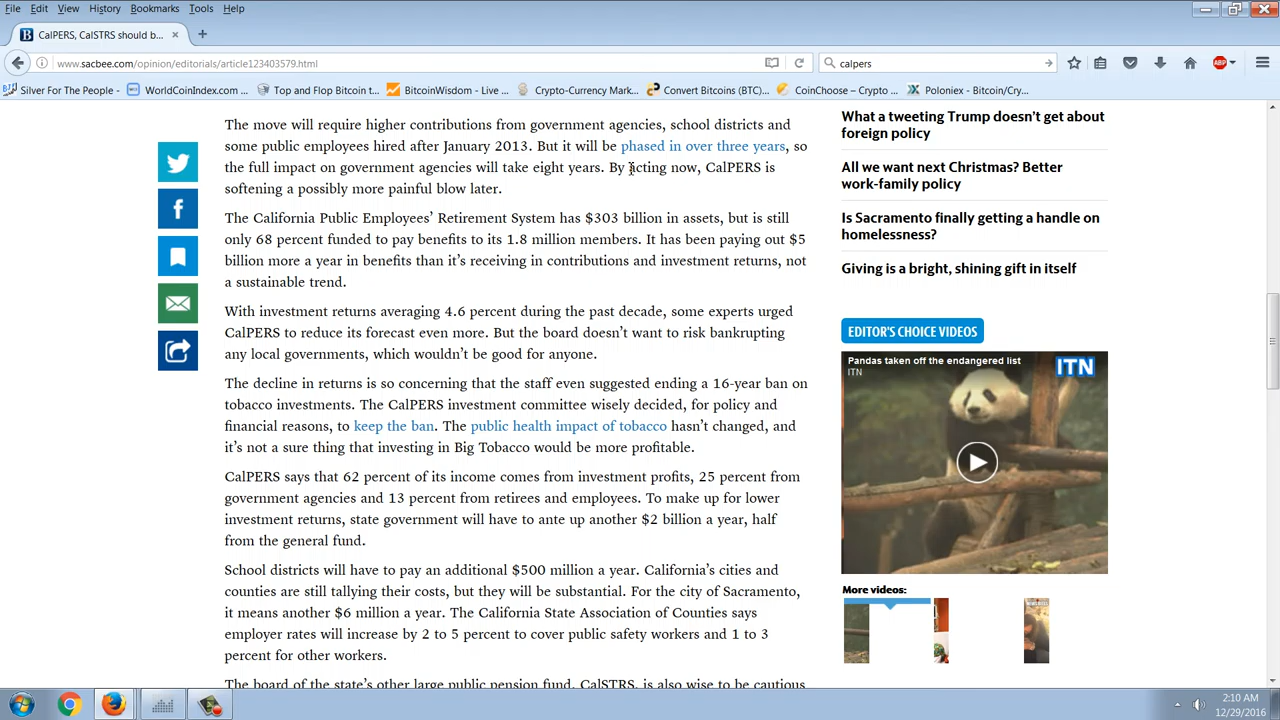 File Edit View History Bookmarks Tools Help
CalPERS, CalSTRS should b...
www.sacbee.com/opinion/editorials/article123403579.html
calpers
ABP
Silver For The People - WorldCoinIndex.com ... Top and Flop Bitcoin t... BitcoinWisdom - Live ... Crypto-Currency Mark... Convert Bitcoins (BTC)... CoinChoose – Crypto ... Poloniex - Bitcoin/Cry...
The move will require higher contributions from government agencies, school districts and
some public employees hired after January 2013. But it will be phased in over three years, so
the full impact on government agencies will take eight years. By acting now, CalPERS is
softening a possibly more painful blow later.
The California Public Employees’ Retirement System has $303 billion in assets, but is still
only 68 percent funded to pay benefits to its 1.8 million members. It has been paying out $5
billion more a year in benefits than it’s receiving in contributions and investment returns, not
a sustainable trend.
With investment returns averaging 4.6 percent during the past decade, some experts urged
CalPERS to reduce its forecast even more. But the board doesn’t want to risk bankrupting
any local governments, which wouldn’t be good for anyone.
The decline in returns is so concerning that the staff even suggested ending a 16-year ban on
tobacco investments. The CalPERS investment committee wisely decided, for policy and
financial reasons, to keep the ban. The public health impact of tobacco hasn’t changed, and
it’s not a sure thing that investing in Big Tobacco would be more profitable.
CalPERS says that 62 percent of its income comes from investment profits, 25 percent from
government agencies and 13 percent from retirees and employees. To make up for lower
investment returns, state government will have to ante up another $2 billion a year, half
from the general fund.
School districts will have to pay an additional $500 million a year. California’s cities and
counties are still tallying their costs, but they will be substantial. For the city of Sacramento,
it means another $6 million a year. The California State Association of Counties says
employer rates will increase by 2 to 5 percent to cover public safety workers and 1 to 3
percent for other workers.
The board of the state’s other large public pension fund, CalSTRS, is also wise to be cautious
What a tweeting Trump doesn’t get about
foreign policy
All we want next Christmas? Better
work-family policy
Is Sacramento finally getting a handle on
homelessness?
Giving is a bright, shining gift in itself
EDITOR'S CHOICE VIDEOS
Pandas taken off the endangered list
ITN
ITN
More videos:
2:10 AM
12/29/2016